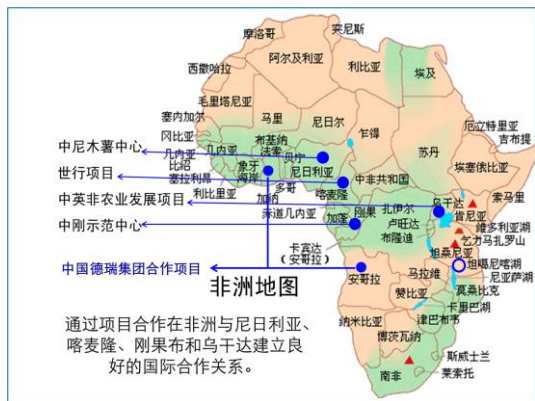 突尼斯
摩洛哥
阿尔及利亚
利比亚
埃及
西撒哈拉
毛里塔尼亚
马里
尼日尔
乍得
苏丹
厄立特里亚
吉布提
塞内加尔
冈比亚
几内亚
比绍
几内亚
塞拉利昂
利比里亚
布基纳
法索
象牙
海岸
贝宁
多哥
加纳
尼日利亚
喀麦隆
中非共和国
埃塞俄比亚
索马里
中尼木薯中心
世行项目
中英非农业发展项目
中刚示范中心
中国德瑞集团合作项目
赤道几内亚
加蓬
刚果
扎伊尔
乌干达
肯尼亚
卢旺达
布隆迪
维多利亚湖
乞力马扎罗山
坦桑尼亚
坦噶尼喀湖
尼亚萨湖
卡宾达
(安哥拉)
安哥拉
马拉维
赞比亚
莫桑比克
卡里巴湖
津巴布韦
纳米比亚
博茨瓦纳
斯威士兰
莱索托
南非
非洲地图
通过项目合作在非洲与尼日利亚、
喀麦隆、刚果布和乌干达建立良
好的国际合作关系。